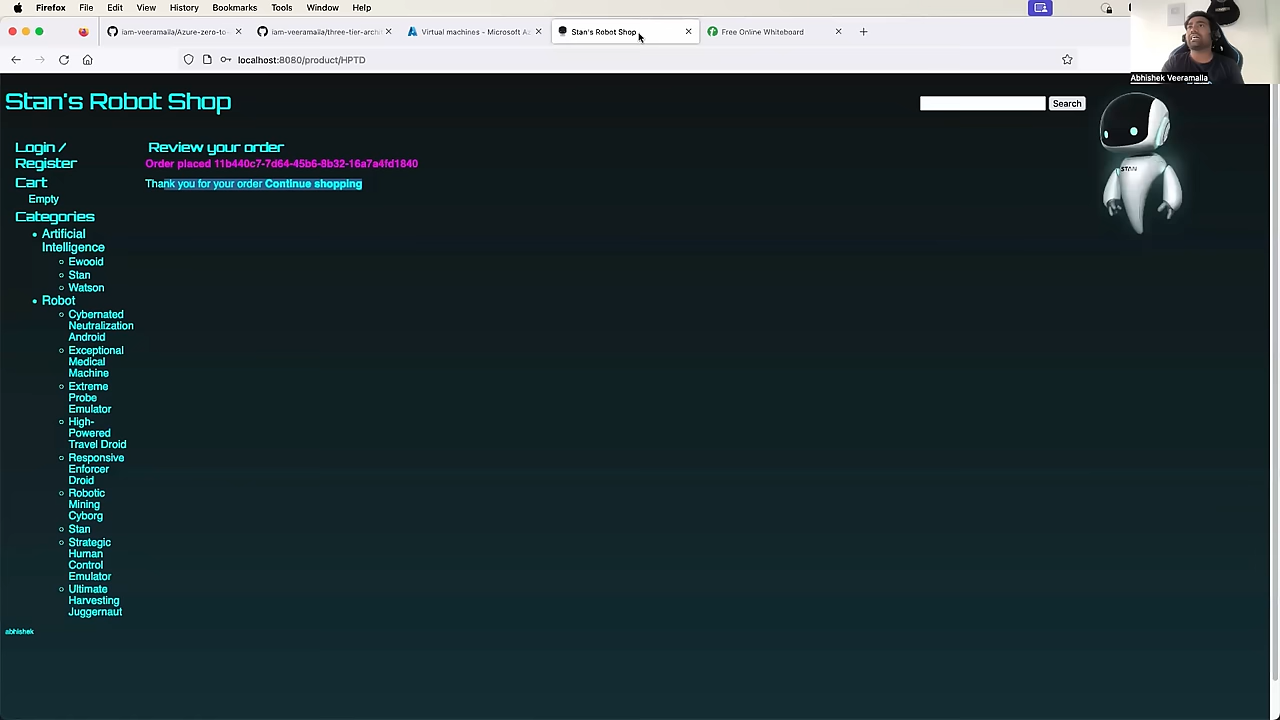 Firefox File Edit View History Bookmarks Tools Window Help
iam-veeramalla/Azure-zero-to-
iam-veeramalla/three-tier-archi
Virtual machines - Microsoft A
Stan's Robot Shop
Free Online Whiteboard
localhost:8080/product/HPTD
Abhishek Veeramalla
Stan's Robot Shop
Search
STAN
Login /
Register
Cart
Empty
Categories
Artificial
Intelligence
Ewooid
Stan
Watson
Robot
Cybernated
Neutralization
Android
Exceptional
Medical
Machine
Extreme
Probe
Emulator
High-
Powered
Travel Droid
Responsive
Enforcer
Droid
Robotic
Mining
Cyborg
Stan
Strategic
Human
Control
Emulator
Ultimate
Harvesting
Juggernaut
abhishek
Review your order
Order placed 11b440c7-7d64-45b6-8b32-16a7a4fd1840
Thank you for your order Continue shopping